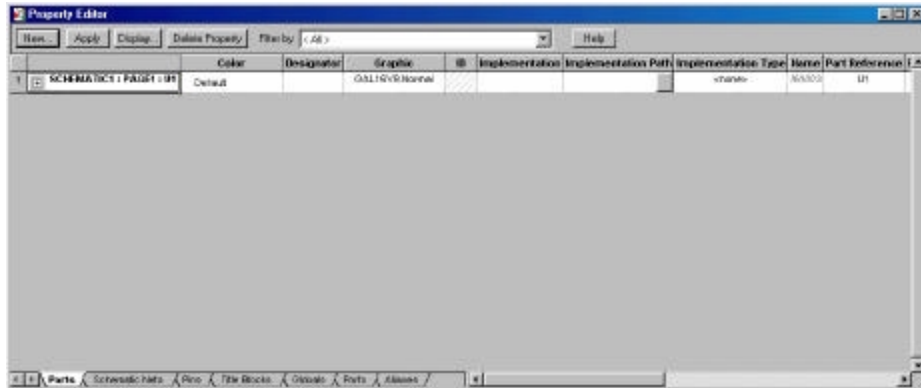 Property Editor
New... Apply Display... Delete Property Filter by < All > Help
Color Designator Graphic ID Implementation Implementation Path Implementation Type Name Part Reference
1 SCHEMATIC1 : PAGE1 : U1 Default GAL16V8.Normal <none> U1
Parts Schematic Nets Pins Title Blocks Globals Ports Aliases